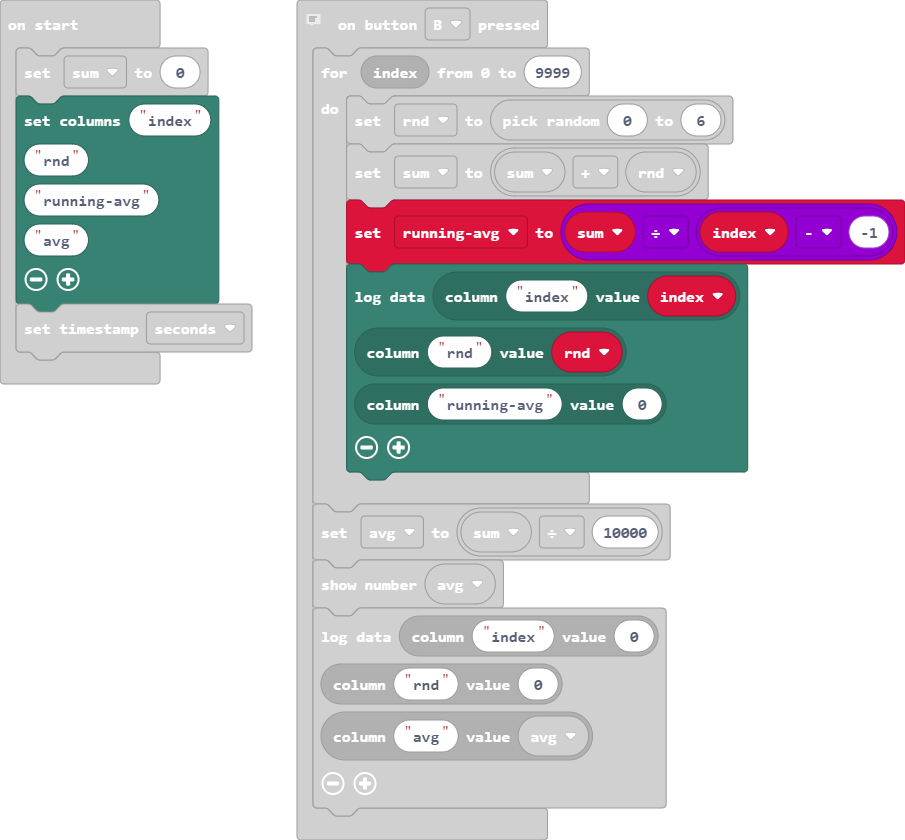 on start
set sum to 0
set columns "index"
"rnd"
"running-avg"
"avg"
set timestamp seconds
on button B pressed
for index from 0 to 9999
do
set rnd to pick random 0 to 6
set sum to sum + rnd
set running-avg to sum ÷ index - -1
log data column "index" value index
column "rnd" value rnd
column "running-avg" value 0
set avg to sum ÷ 10000
show number avg
log data column "index" value 0
column "rnd" value 0
column "avg" value avg